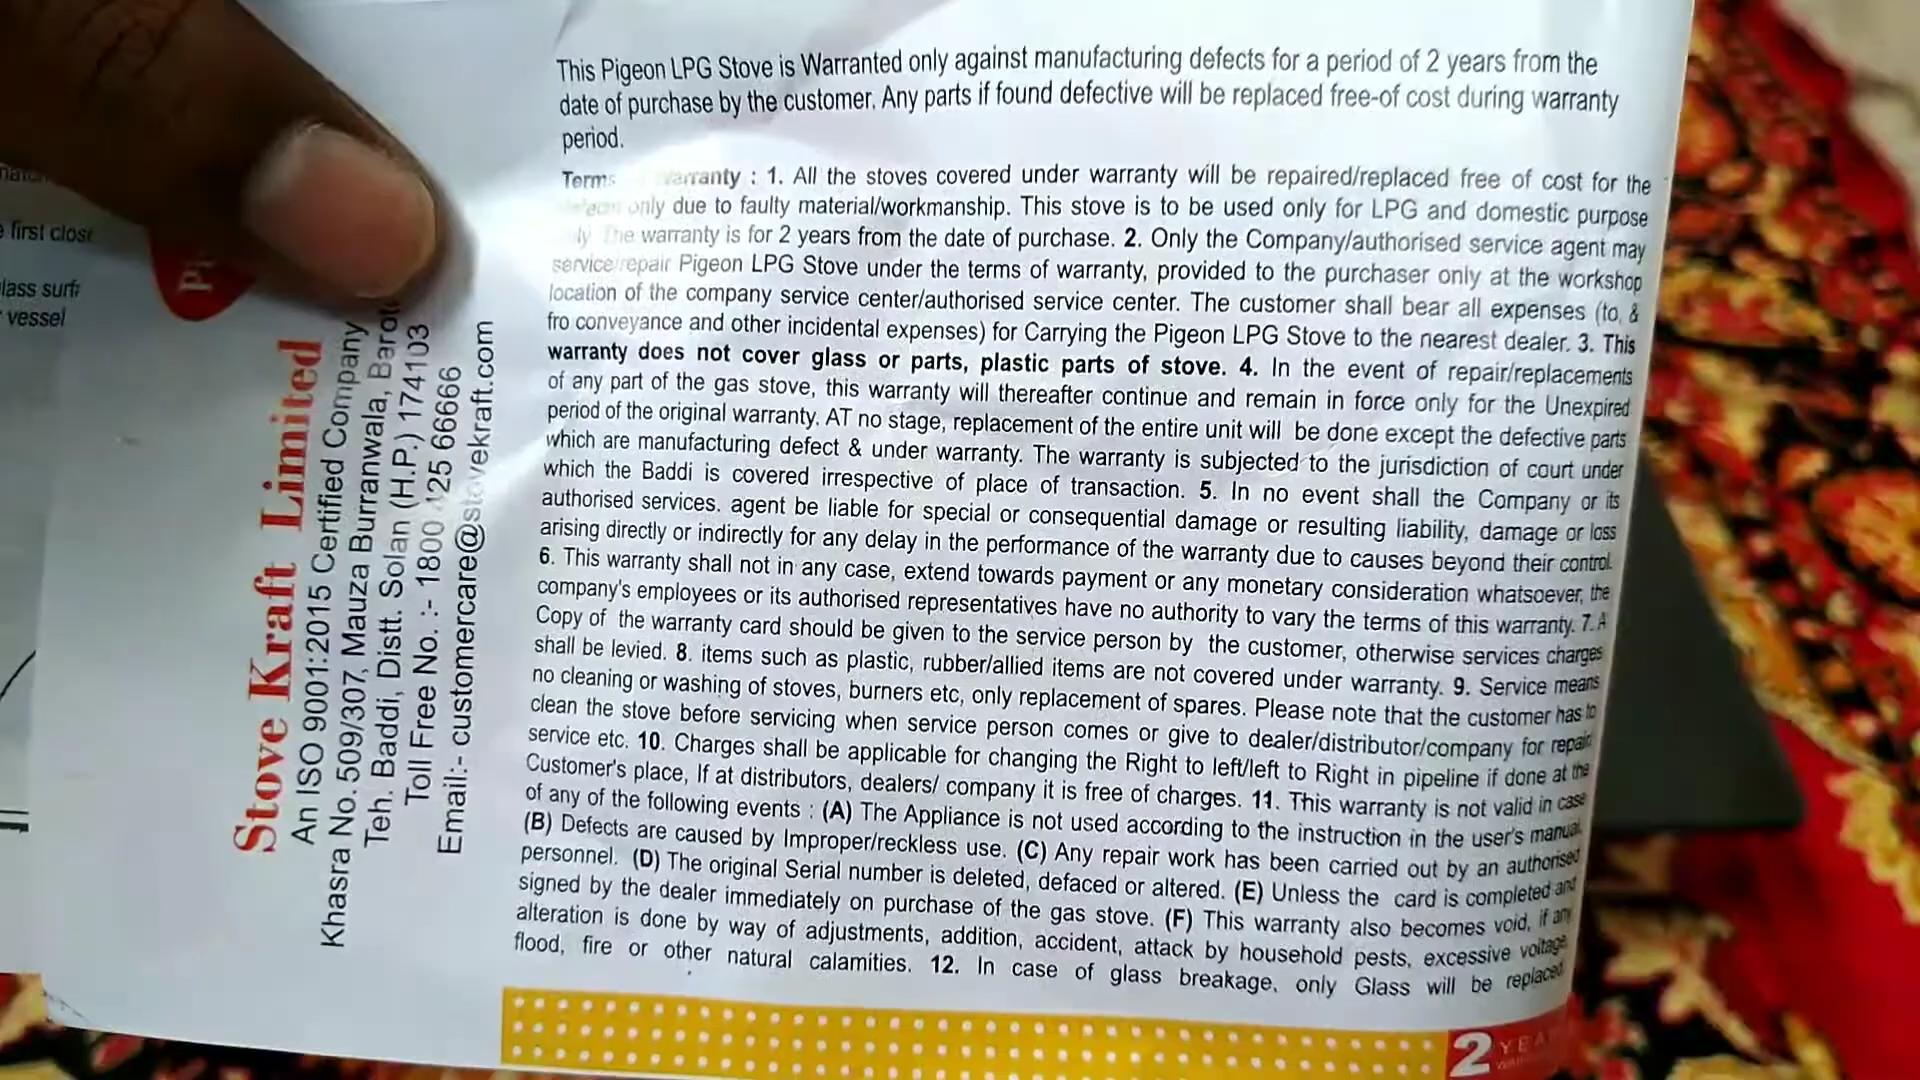 This Pigeon LPG Stove is Warranted only against manufacturing defects for a period of 2 years from the
date of purchase by the customer. Any parts if found defective will be replaced free-of cost during warranty
period.
Terms Warranty : 1. All the stoves covered under warranty will be repaired/replaced free of cost for the
only due to faulty material/workmanship. This stove is to be used only for LPG and domestic purpose
The warranty is for 2 years from the date of purchase. 2. Only the Company/authorised service agent may
service/repair Pigeon LPG Stove under the terms of warranty, provided to the purchaser only at the workshop
location of the company service center/authorised service center. The customer shall bear all expenses (to, &
fro conveyance and other incidental expenses) for Carrying the Pigeon LPG Stove to the nearest dealer. 3. This
warranty does not cover glass or parts, plastic parts of stove. 4. In the event of repair/replacements
of any part of the gas stove, this warranty will thereafter continue and remain in force only for the Unexpired
period of the original warranty. AT no stage, replacement of the entire unit will be done except the defective parts
which are manufacturing defect & under warranty. The warranty is subjected to the jurisdiction of court under
which the Baddi is covered irrespective of place of transaction. 5. In no event shall the Company or its
authorised services. agent be liable for special or consequential damage or resulting liability, damage or loss
arising directly or indirectly for any delay in the performance of the warranty due to causes beyond their control.
6. This warranty shall not in any case, extend towards payment or any monetary consideration whatsoever, the
company's employees or its authorised representatives have no authority to vary the terms of this warranty. 7. A
Copy of the warranty card should be given to the service person by the customer, otherwise services charges
shall be levied. 8. items such as plastic, rubber/allied items are not covered under warranty. 9. Service means
no cleaning or washing of stoves, burners etc, only replacement of spares. Please note that the customer has to
clean the stove before servicing when service person comes or give to dealer/distributor/company for repair
service etc. 10. Charges shall be applicable for changing the Right to left/left to Right in pipeline if done at the
Customer's place, If at distributors, dealers/ company it is free of charges. 11. This warranty is not valid in case
of any of the following events : (A) The Appliance is not used according to the instruction in the user's manual.
(B) Defects are caused by Improper/reckless use. (C) Any repair work has been carried out by an authorised
personnel. (D) The original Serial number is deleted, defaced or altered. (E) Unless the card is completed and
signed by the dealer immediately on purchase of the gas stove. (F) This warranty also becomes void, if any
alteration is done by way of adjustments, addition, accident, attack by household pests, excessive voltage,
flood, fire or other natural calamities. 12. In case of glass breakage, only Glass will be replaced
2 YEA
Stove Kraft Limited
An ISO 9001:2015 Certified Company
Khasra No. 509/307, Mauza Burranwala,
Teh. Baddi, Distt. Solan (H.P.) 174103
Toll Free No. :- 1800 425 66666
Email:- customercare@stovekraft.com
first close
vessel